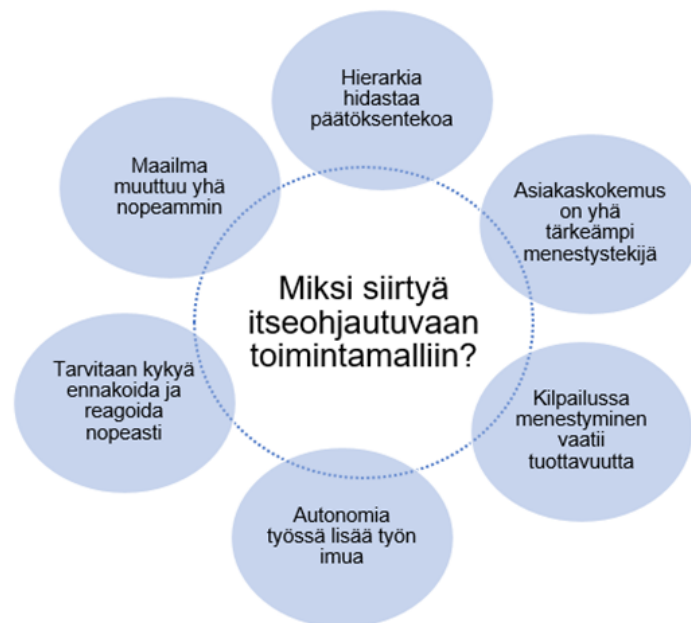 Hierarkia
hidastaa
päätöksentekoa
Asiakaskokemus
on yhä
tärkeämpi
menestystekijä
Kilpailussa
menestyminen
vaatii
tuottavuutta
Autonomia
työssä lisää työn
imua
Tarvitaan kykyä
ennakoida ja
reagoida
nopeasti
Maailma
muuttuu yhä
nopeammin
Miksi siirtyä
itseohjautuvaan
toimintamalliin?